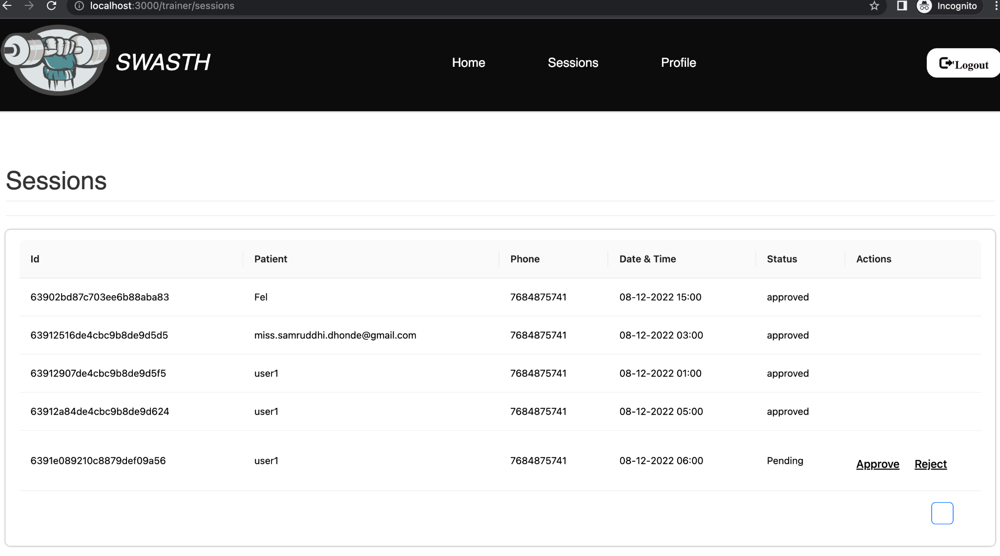 localhost:3000/trainer/sessions Incognito
SWASTH Home Sessions Profile Logout
Sessions
Id Patient Phone Date & Time Status Actions
63902bd87c703ee6b88aba83 Fel 7684875741 08-12-2022 15:00 approved
63912516de4cbc9b8de9d5d5 miss.samruddhi.dhonde@gmail.com 7684875741 08-12-2022 03:00 approved
63912907de4cbc9b8de9d5f5 user1 7684875741 08-12-2022 01:00 approved
63912a84de4cbc9b8de9d624 user1 7684875741 08-12-2022 05:00 approved
6391e089210c8879def09a56 user1 7684875741 08-12-2022 06:00 Pending Approve Reject